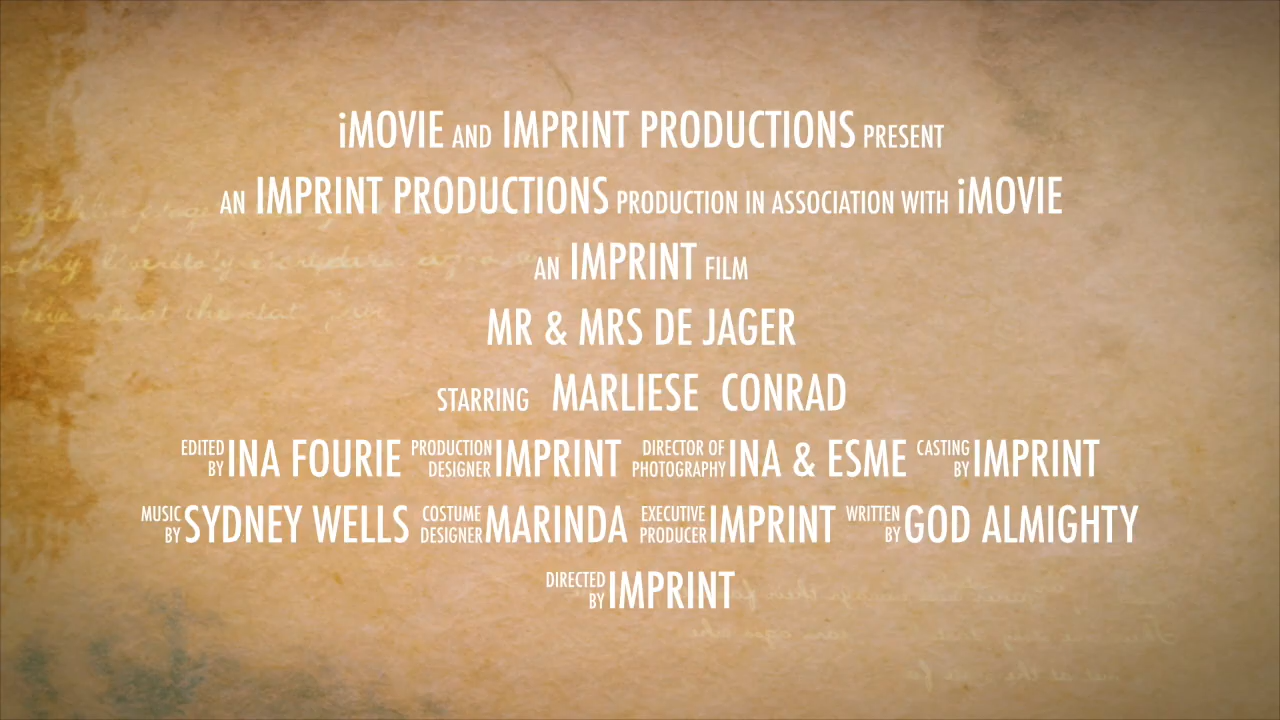 iMOVIE AND IMPRINT PRODUCTIONS PRESENT
AN IMPRINT PRODUCTIONS PRODUCTION IN ASSOCIATION WITH iMOVIE
AN IMPRINT FILM
MR & MRS DE JAGER
STARRING MARLIESE CONRAD
EDITED BY INA FOURIE PRODUCTION DESIGNER IMPRINT DIRECTOR OF PHOTOGRAPHY INA & ESME CASTING BY IMPRINT
MUSIC BY SYDNEY WELLS COSTUME DESIGNER MARINDA EXECUTIVE PRODUCER IMPRINT WRITTEN BY GOD ALMIGHTY
DIRECTED BY IMPRINT